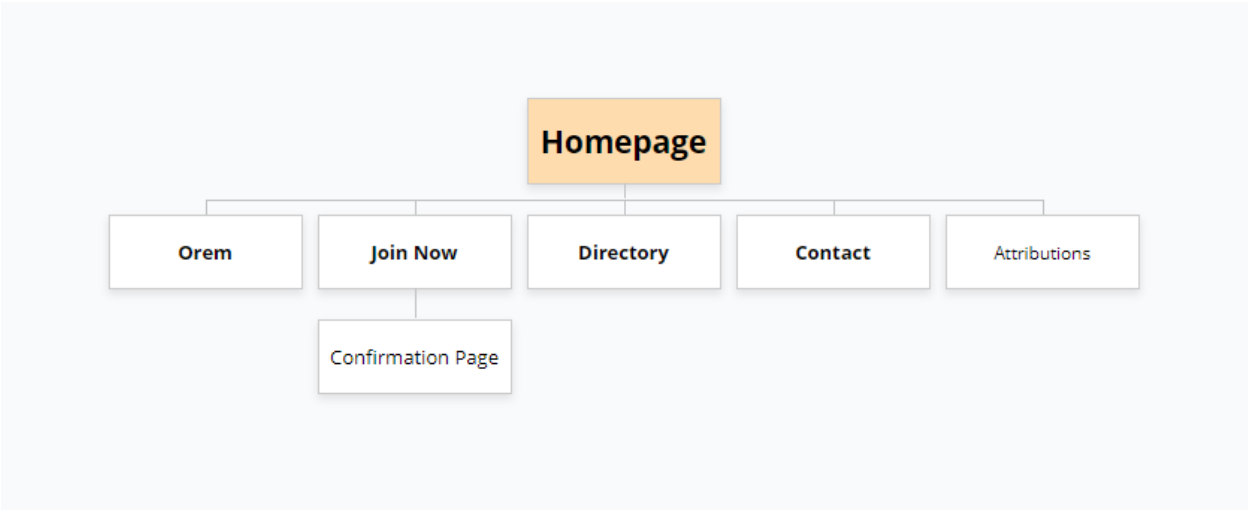 Homepage
Orem
Join Now
Directory
Contact
Attributions
Confirmation Page